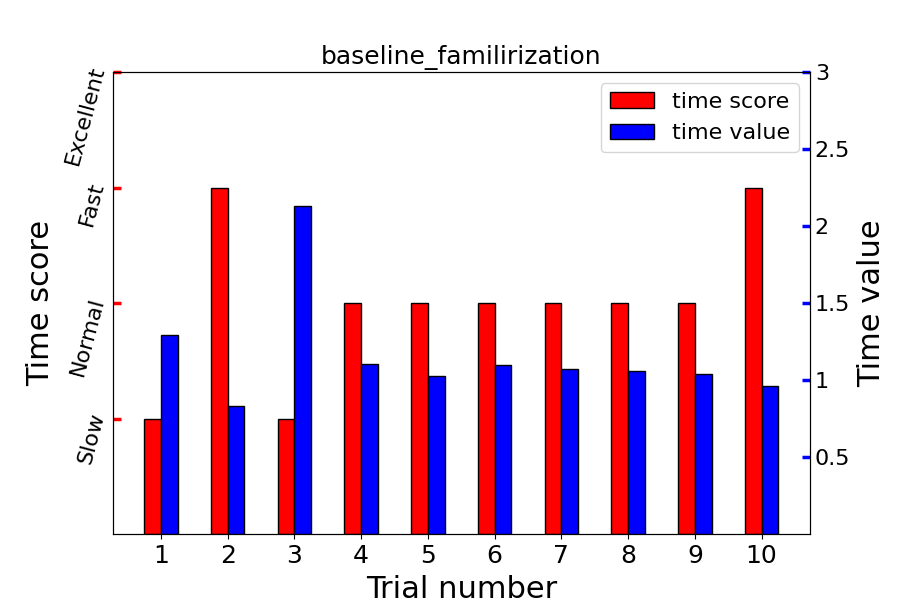 baseline_familirization
time score
time value
Time score
Excellent
Fast
Normal
Slow
3
2.5
2
1.5
1
0.5
Time value
1 2 3 4 5 6 7 8 9 10
Trial number